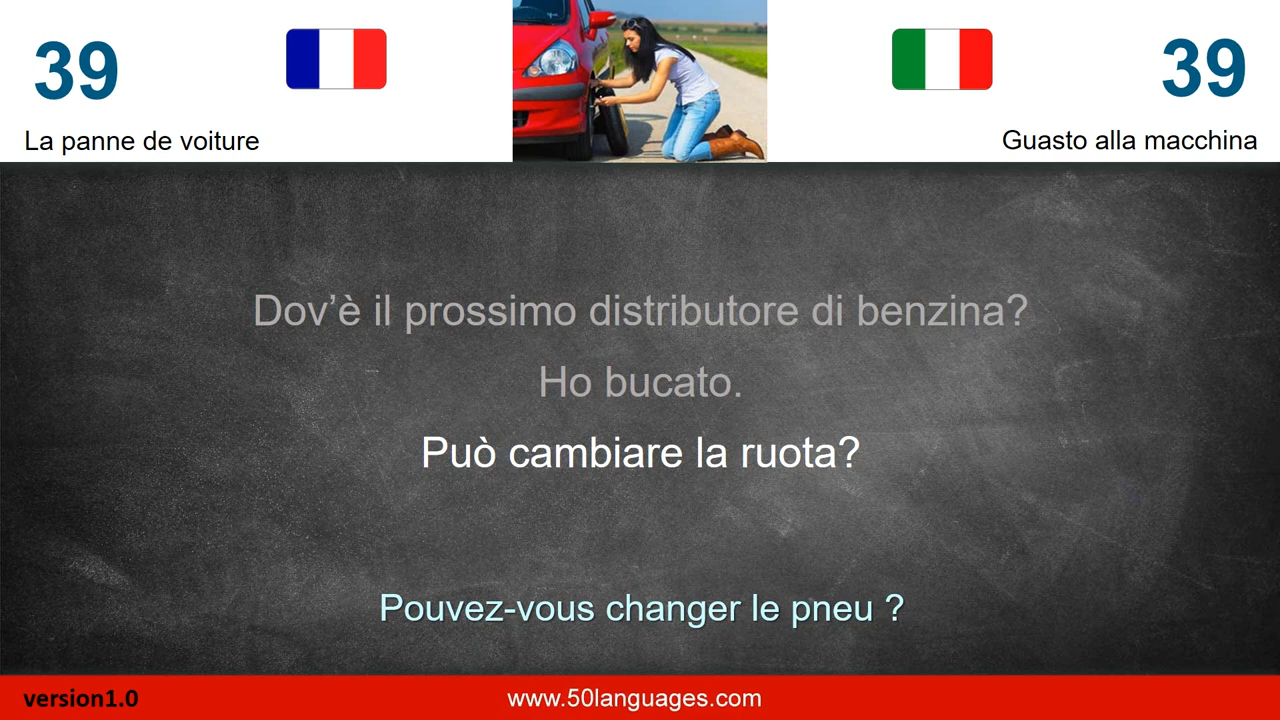 39
39
La panne de voiture
Guasto alla macchina
Dov’è il prossimo distributore di benzina?
Ho bucato.
Può cambiare la ruota?
Pouvez-vous changer le pneu ?
version1.0
www.50languages.com